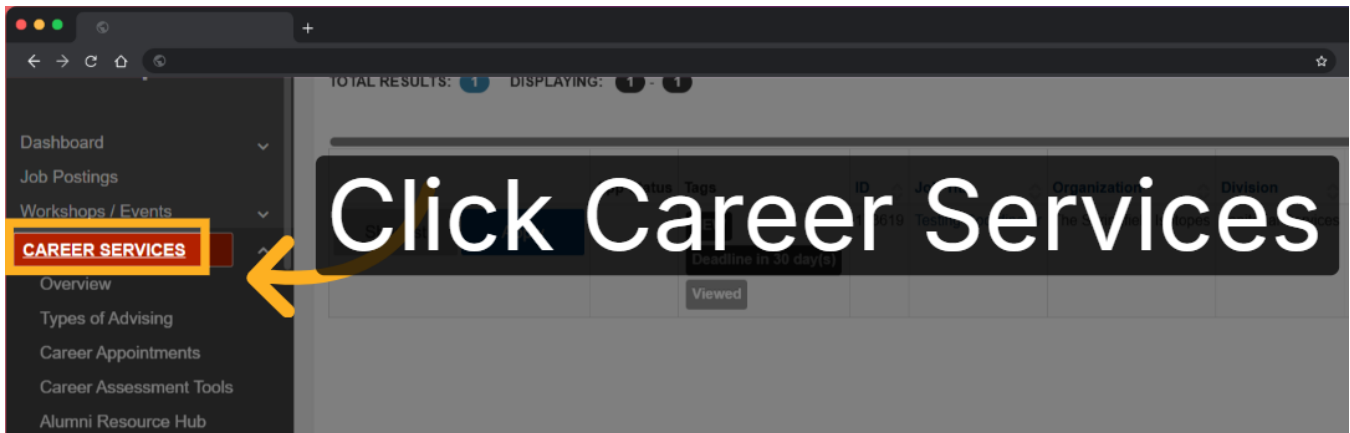 TOTAL RESULTS: 1 DISPLAYING: 1 - 1
Dashboard
Job Postings
Workshops / Events
CAREER SERVICES
Overview
Types of Advising
Career Appointments
Career Assessment Tools
Alumni Resource Hub
Click Career Services
Tags ID Organization Division
Deadline in 30 day(s)
Viewed